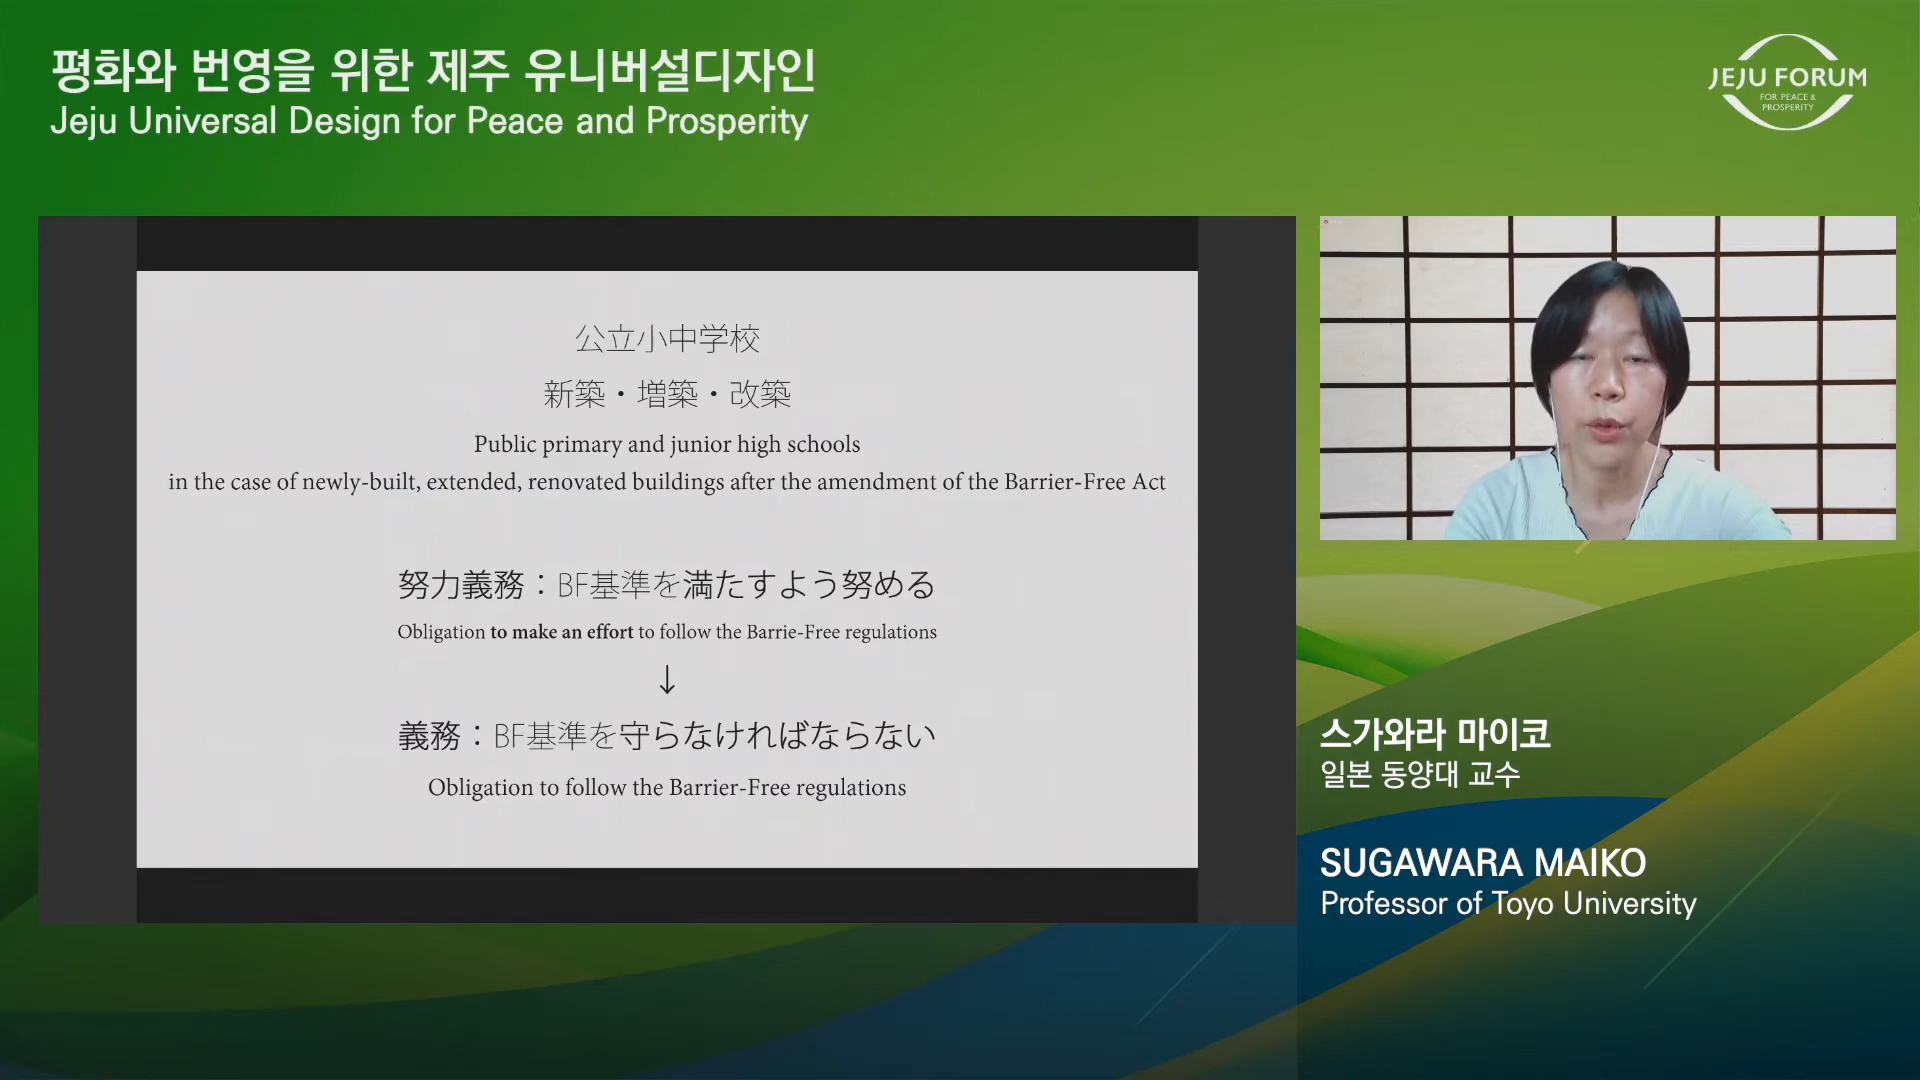 평화와 번영을 위한 제주 유니버설디자인
Jeju Universal Design for Peace and Prosperity
JEJU FORUM
FOR PEACE &
PROSPERITY
公立小中学校
新築・増築・改築
Public primary and junior high schools
in the case of newly-built, extended, renovated buildings after the amendment of the Barrier-Free Act
努力義務：BF基準を満たすよう努める
Obligation to make an effort to follow the Barrie-Free regulations
↓
義務：BF基準を守らなければならない
Obligation to follow the Barrier-Free regulations
스가와라 마이코
일본 동양대 교수
SUGAWARA MAIKO
Professor of Toyo University